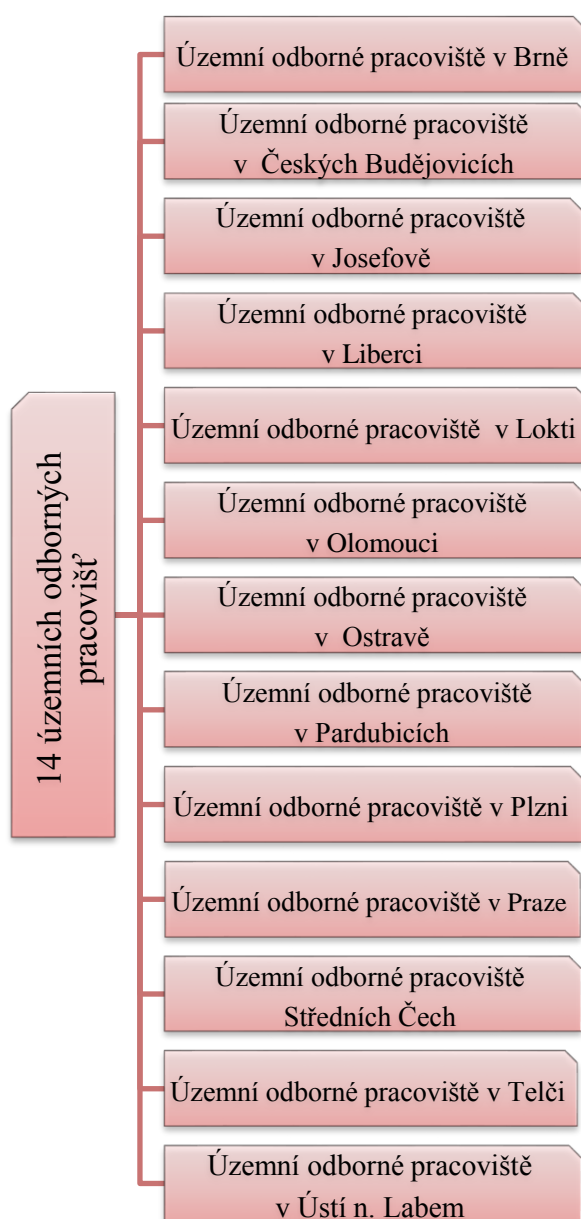 14 územních odborných
pracovišť
Územní odborné pracoviště v Brně
Územní odborné pracoviště
v Českých Budějovicích
Územní odborné pracoviště
v Josefově
Územní odborné pracoviště
v Liberci
Územní odborné pracoviště v Lokti
Územní odborné pracoviště
v Olomouci
Územní odborné pracoviště
v Ostravě
Územní odborné pracoviště
v Pardubicích
Územní odborné pracoviště v Plzni
Územní odborné pracoviště v Praze
Územní odborné pracoviště
Středních Čech
Územní odborné pracoviště v Telči
Územní odborné pracoviště
v Ústí n. Labem